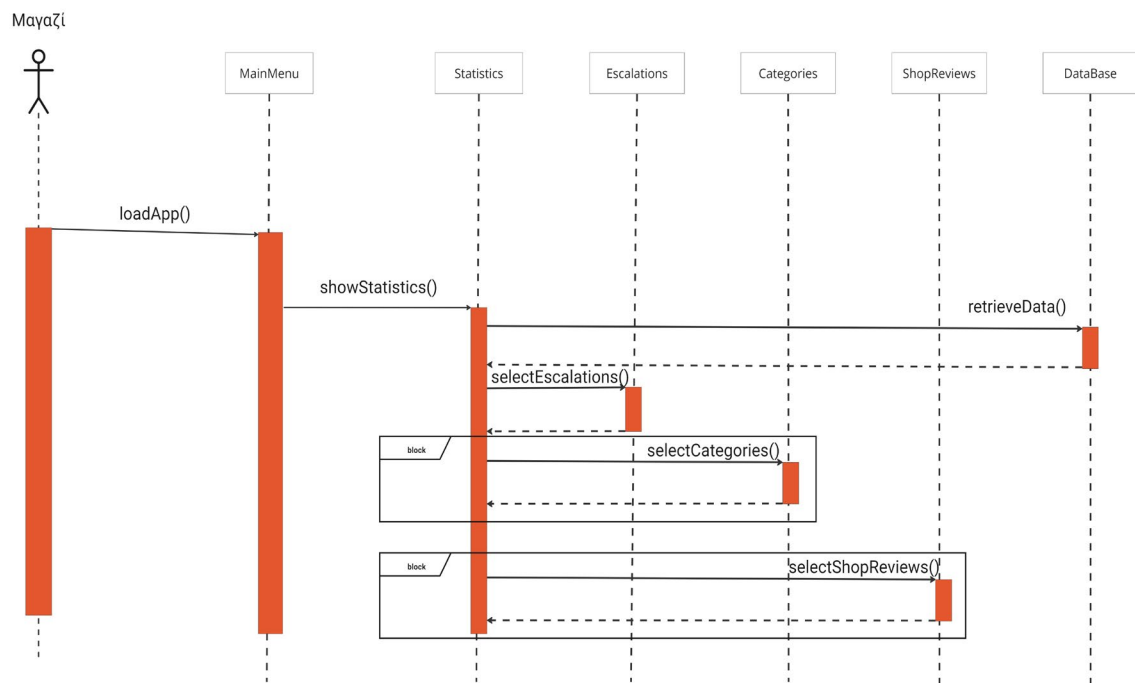 Μαγαζί
MainMenu
Statistics
Escalations
Categories
ShopReviews
DataBase
loadApp()
showStatistics()
retrieveData()
selectEscalations()
block
selectCategories()
block
selectShopReviews()